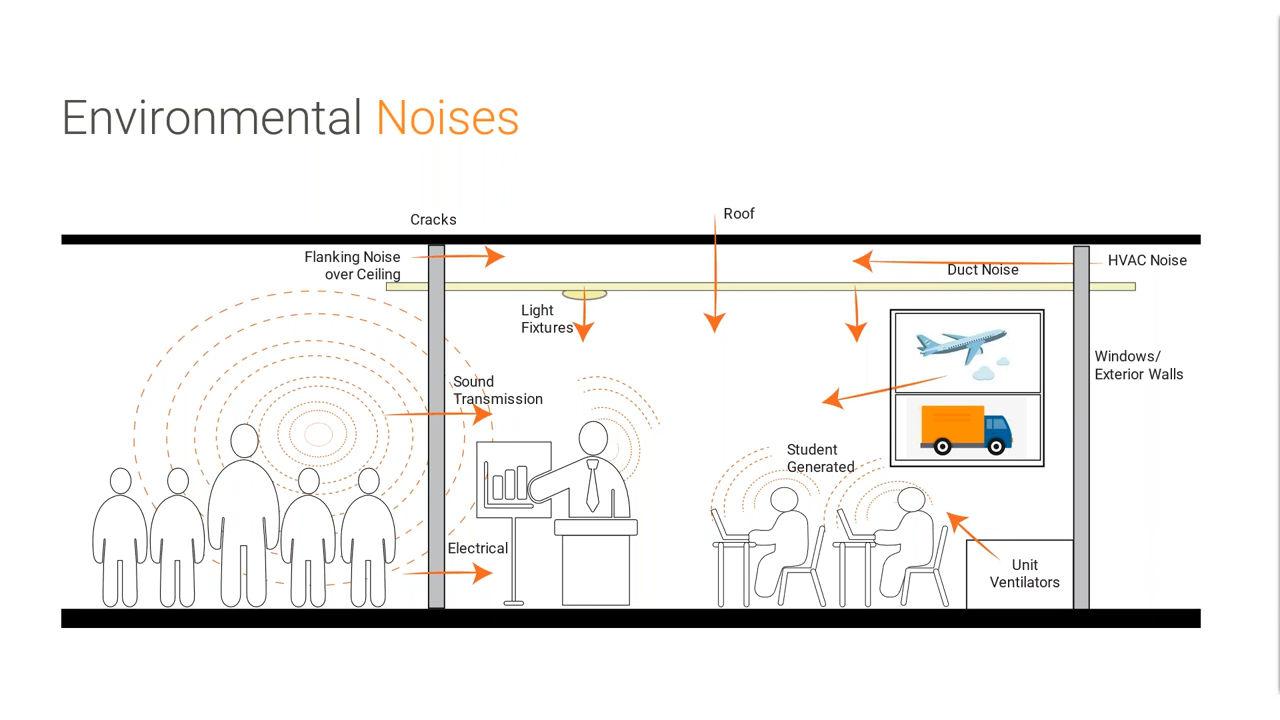 Environmental Noises
Cracks
Roof
Flanking Noise
over Ceiling
Duct Noise
HVAC Noise
Light
Fixtures
Windows/
Exterior Walls
Sound
Transmission
Student
Generated
Electrical
Unit
Ventilators